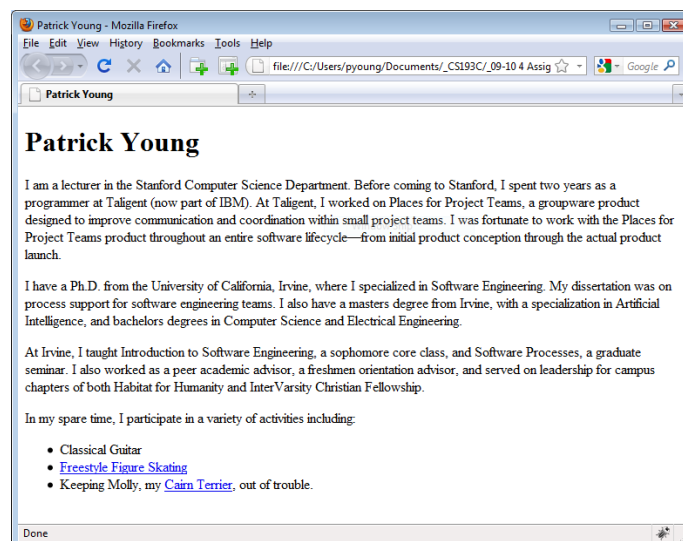 Patrick Young - Mozilla Firefox
File Edit View History Bookmarks Tools Help
file:///C:/Users/pyoung/Documents/_CS193C/_09-10 4 Assig
Google
Patrick Young
Patrick Young
I am a lecturer in the Stanford Computer Science Department. Before coming to Stanford, I spent two years as a
programmer at Taligent (now part of IBM). At Taligent, I worked on Places for Project Teams, a groupware product
designed to improve communication and coordination within small project teams. I was fortunate to work with the Places for
Project Teams product throughout an entire software lifecycle—from initial product conception through the actual product
launch.
I have a Ph.D. from the University of California, Irvine, where I specialized in Software Engineering. My dissertation was on
process support for software engineering teams. I also have a masters degree from Irvine, with a specialization in Artificial
Intelligence, and bachelors degrees in Computer Science and Electrical Engineering.
At Irvine, I taught Introduction to Software Engineering, a sophomore core class, and Software Processes, a graduate
seminar. I also worked as a peer academic advisor, a freshmen orientation advisor, and served on leadership for campus
chapters of both Habitat for Humanity and InterVarsity Christian Fellowship.
In my spare time, I participate in a variety of activities including:
• Classical Guitar
• Freestyle Figure Skating
• Keeping Molly, my Cairn Terrier, out of trouble.
Done